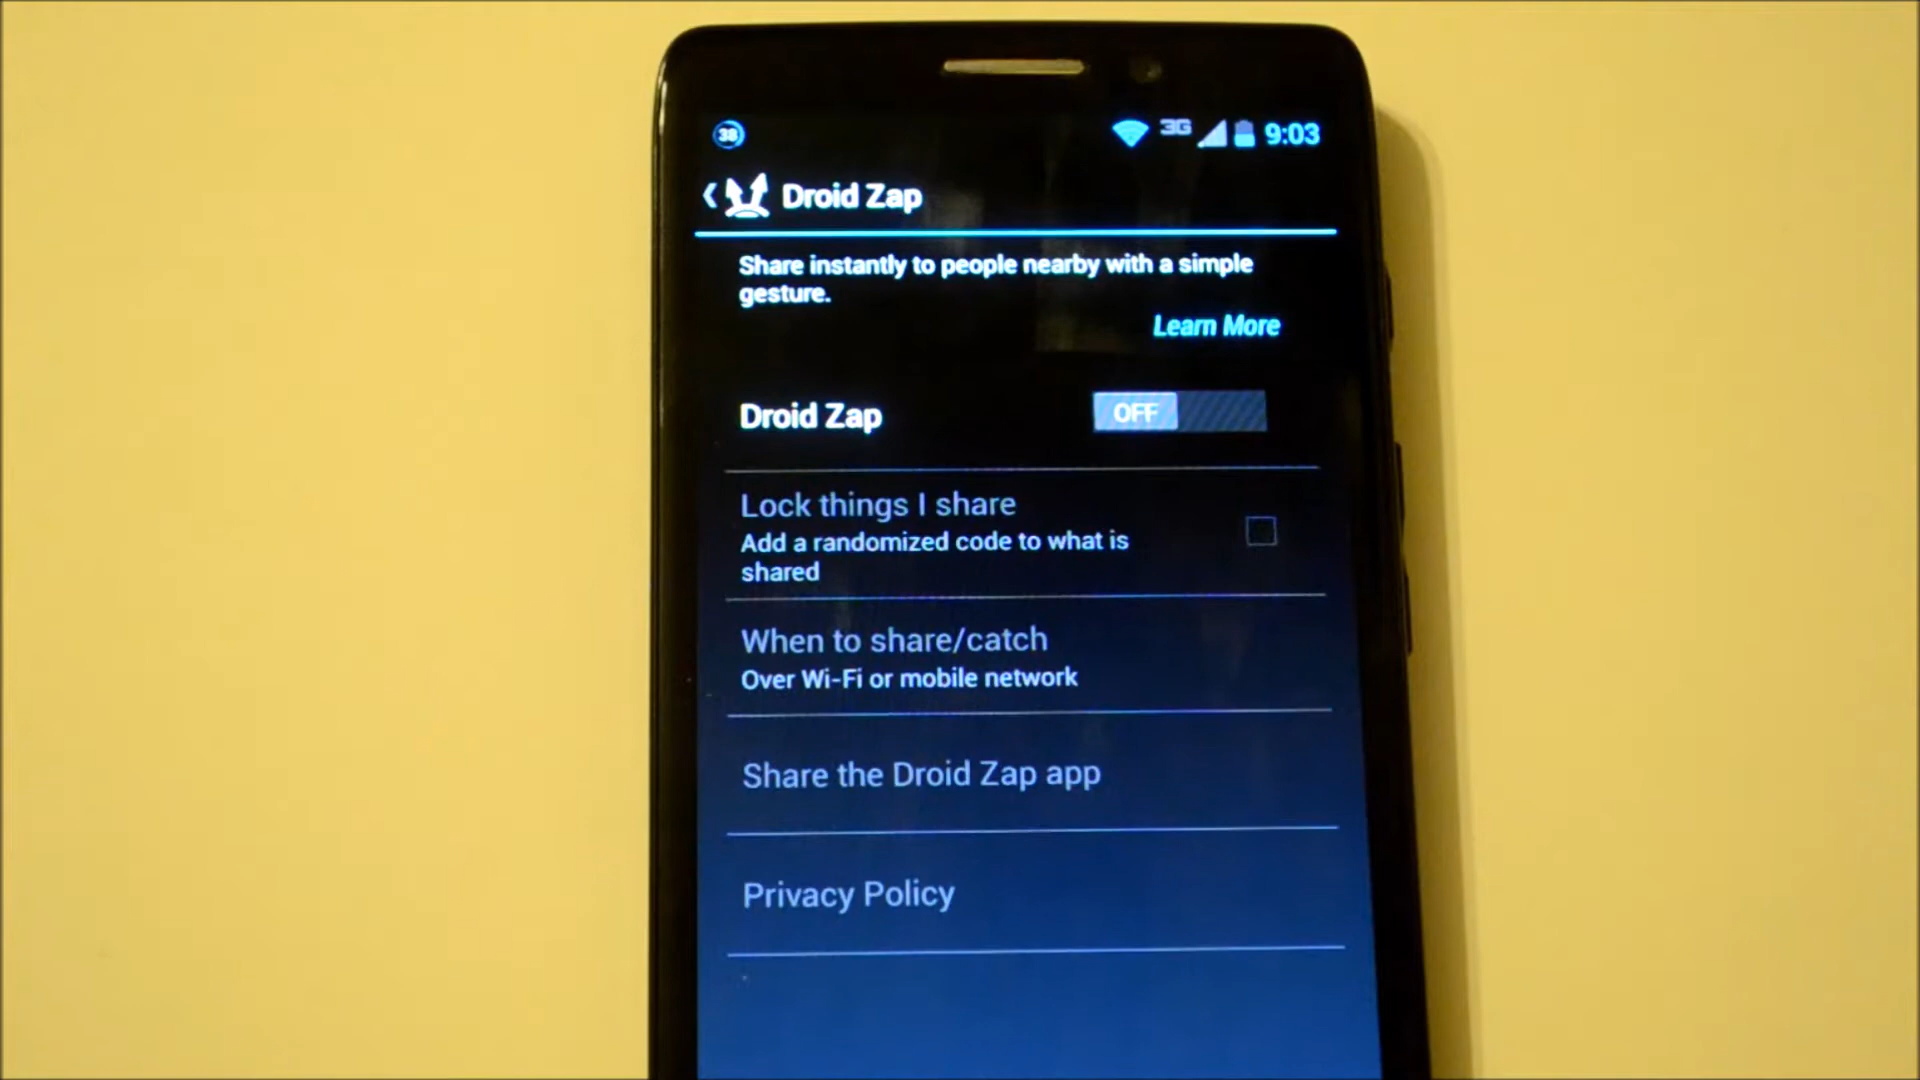 38 3G 9:03
Droid Zap
Share instantly to people nearby with a simple
gesture.
Learn More
Droid Zap OFF
Lock things I share
Add a randomized code to what is
shared
When to share/catch
Over Wi-Fi or mobile network
Share the Droid Zap app
Privacy Policy